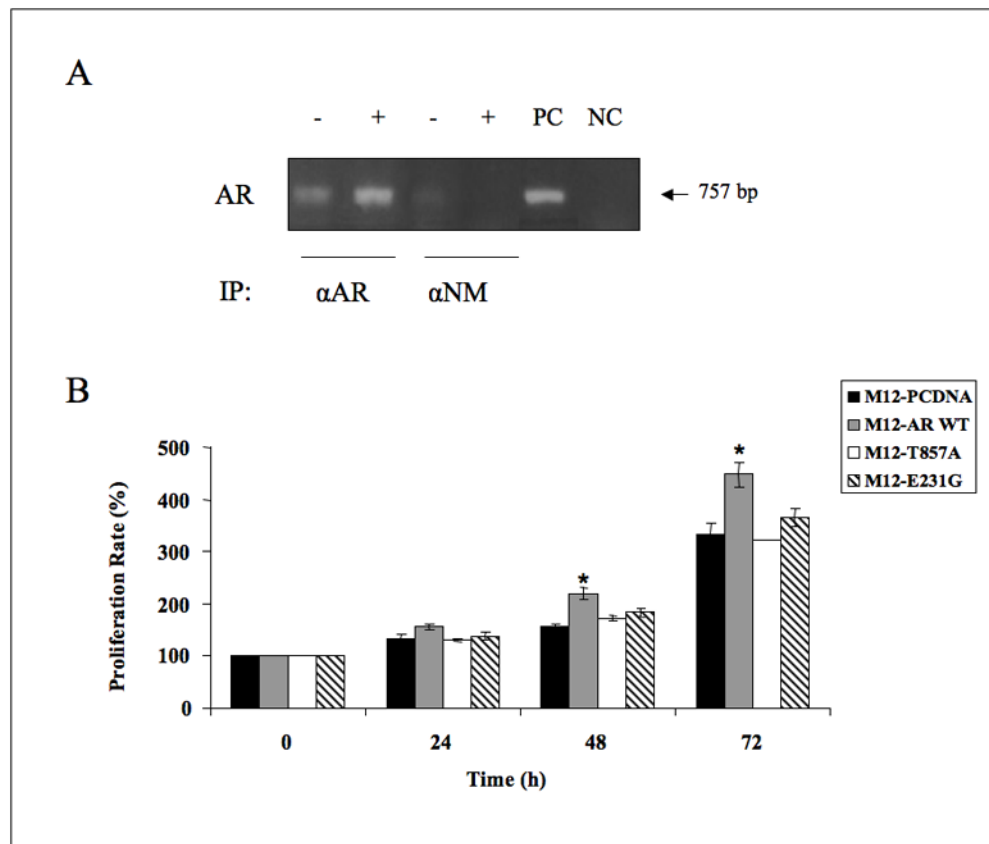 A
- + - + PC NC
AR
← 757 bp
IP: αAR αNM
B
M12-PCDNA
M12-AR WT
M12-T857A
M12-E231G
500
400
300
200
100
0
*
*
Proliferation Rate (%)
0 24 48 72
Time (h)